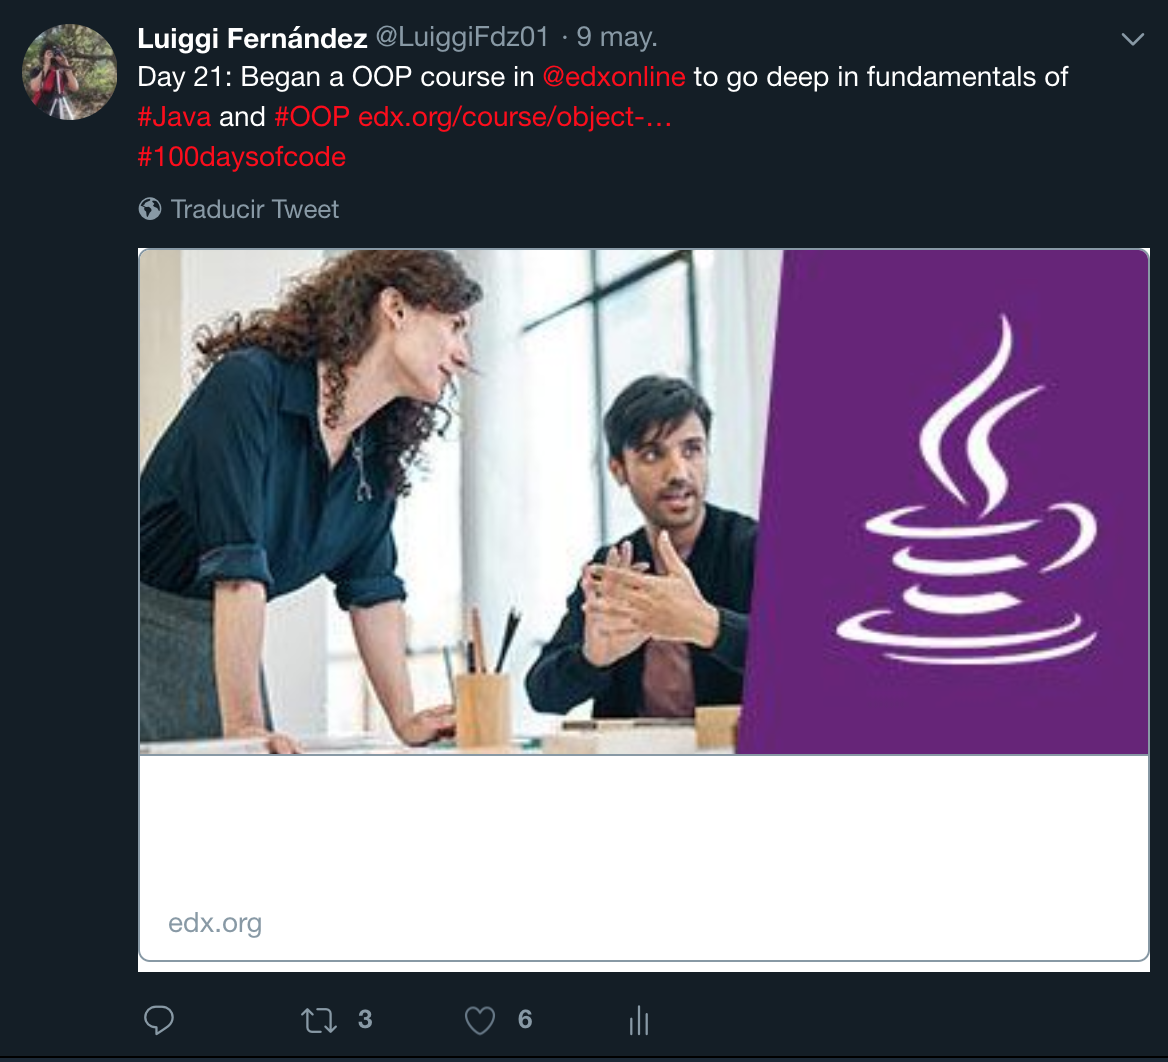 Luiggi Fernández @LuiggiFdz01 · 9 may.
Day 21: Began a OOP course in @edxonline to go deep in fundamentals of
#Java and #OOP edx.org/course/object-…
#100daysofcode
Traducir Tweet
edx.org
3 6